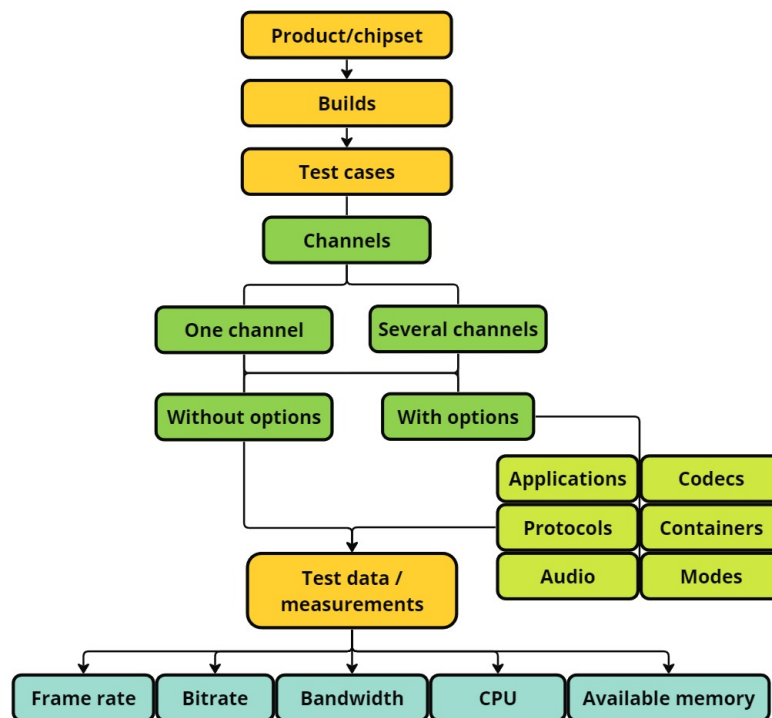 Product/chipset
Builds
Test cases
Channels
One channel
Several channels
Without options
With options
Applications
Codecs
Protocols
Containers
Audio
Modes
Test data /
measurements
Frame rate
Bitrate
Bandwidth
CPU
Available memory